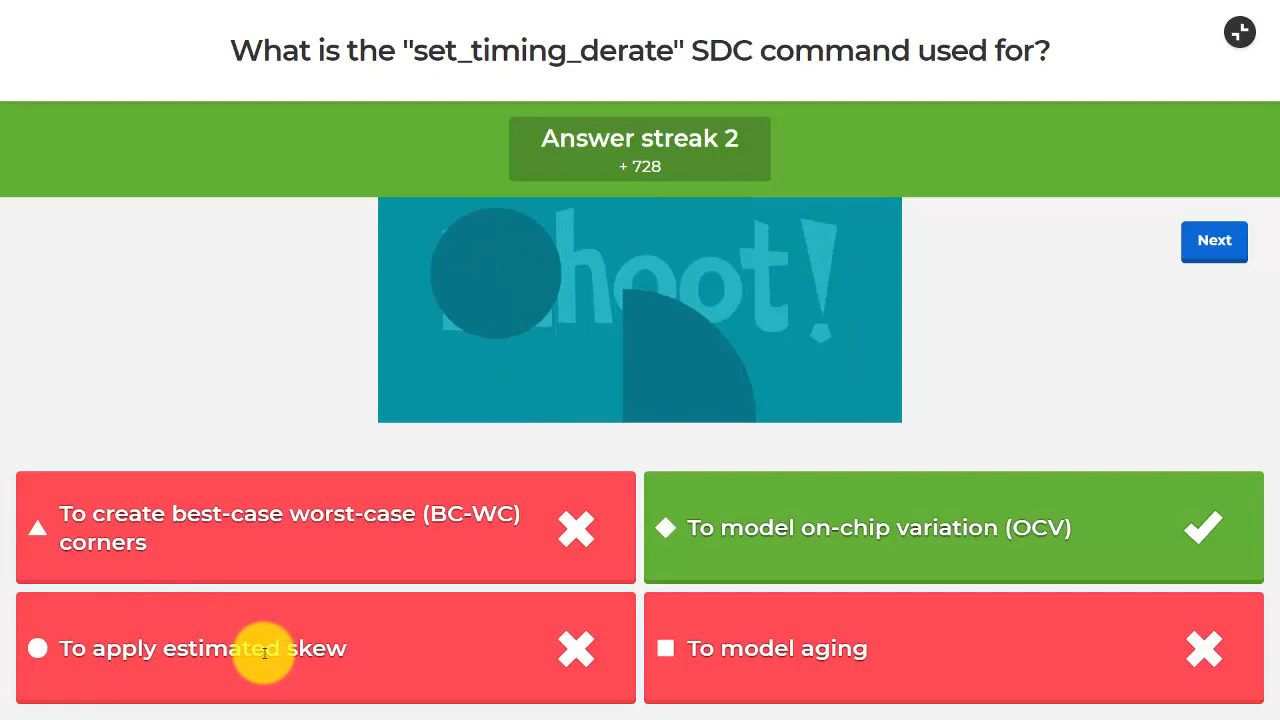 What is the "set_timing_derate" SDC command used for?
Answer streak 2
+ 728
hoot!
Next
To create best-case worst-case (BC-WC)
corners
To model on-chip variation (OCV)
To apply estimated skew
To model aging